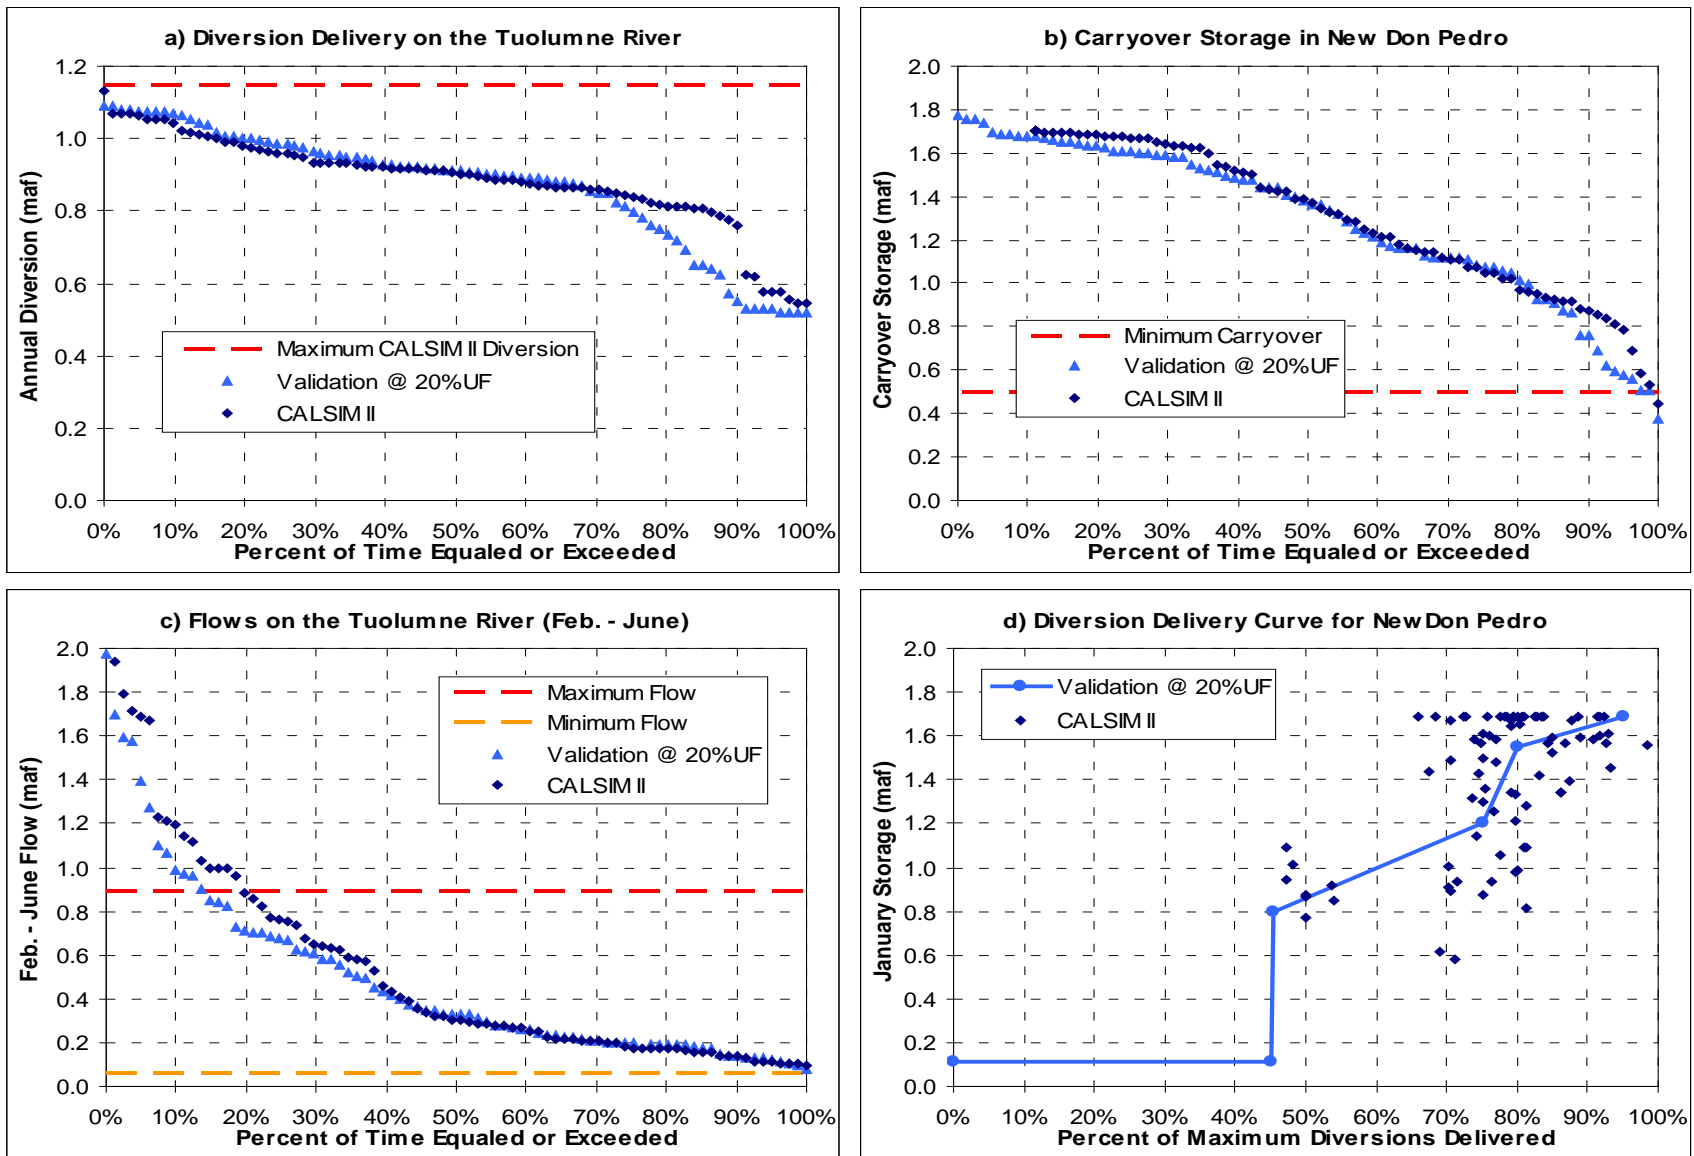 a) Diversion Delivery on the Tuolumne River
1.2
1.0
0.8
0.6
0.4
0.2
0.0
Annual Diversion (maf)
Maximum CALSIM II Diversion
Validation @ 20%UF
CALSIM II
0% 10% 20% 30% 40% 50% 60% 70% 80% 90% 100%
Percent of Time Equaled or Exceeded
b) Carryover Storage in New Don Pedro
2.0
1.8
1.6
1.4
1.2
1.0
0.8
0.6
0.4
0.2
0.0
Carryover Storage (maf)
Minimum Carryover
Validation @ 20%UF
CALSIM II
0% 10% 20% 30% 40% 50% 60% 70% 80% 90% 100%
Percent of Time Equaled or Exceeded
c) Flows on the Tuolumne River (Feb. - June)
2.0
1.8
1.6
1.4
1.2
1.0
0.8
0.6
0.4
0.2
0.0
Feb. - June Flow (maf)
Maximum Flow
Minimum Flow
Validation @ 20%UF
CALSIM II
0% 10% 20% 30% 40% 50% 60% 70% 80% 90% 100%
Percent of Time Equaled or Exceeded
d) Diversion Delivery Curve for New Don Pedro
2.0
1.8
1.6
1.4
1.2
1.0
0.8
0.6
0.4
0.2
0.0
January Storage (maf)
Validation @ 20%UF
CALSIM II
0% 10% 20% 30% 40% 50% 60% 70% 80% 90% 100%
Percent of Maximum Diversions Delivered